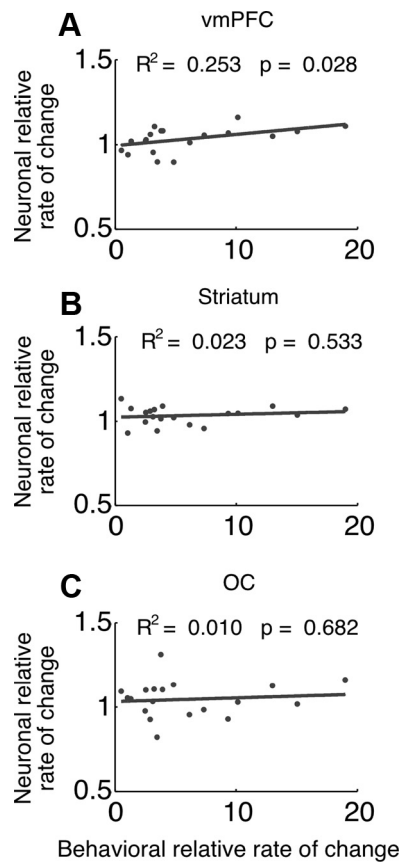 A
vmPFC
R² = 0.253 p = 0.028
1.5
1
0.5
0 10 20
Neuronal relative
rate of change
B
Striatum
R² = 0.023 p = 0.533
1.5
1
0.5
0 10 20
Neuronal relative
rate of change
C
OC
R² = 0.010 p = 0.682
1.5
1
0.5
0 10 20
Neuronal relative
rate of change
Behavioral relative rate of change